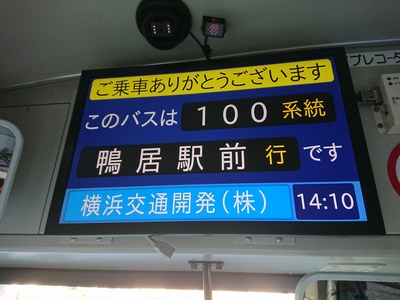 ご乗車ありがとうございます
このバスは 100 系統
鴨居駅前 行 です
横浜交通開発(株) 14:10